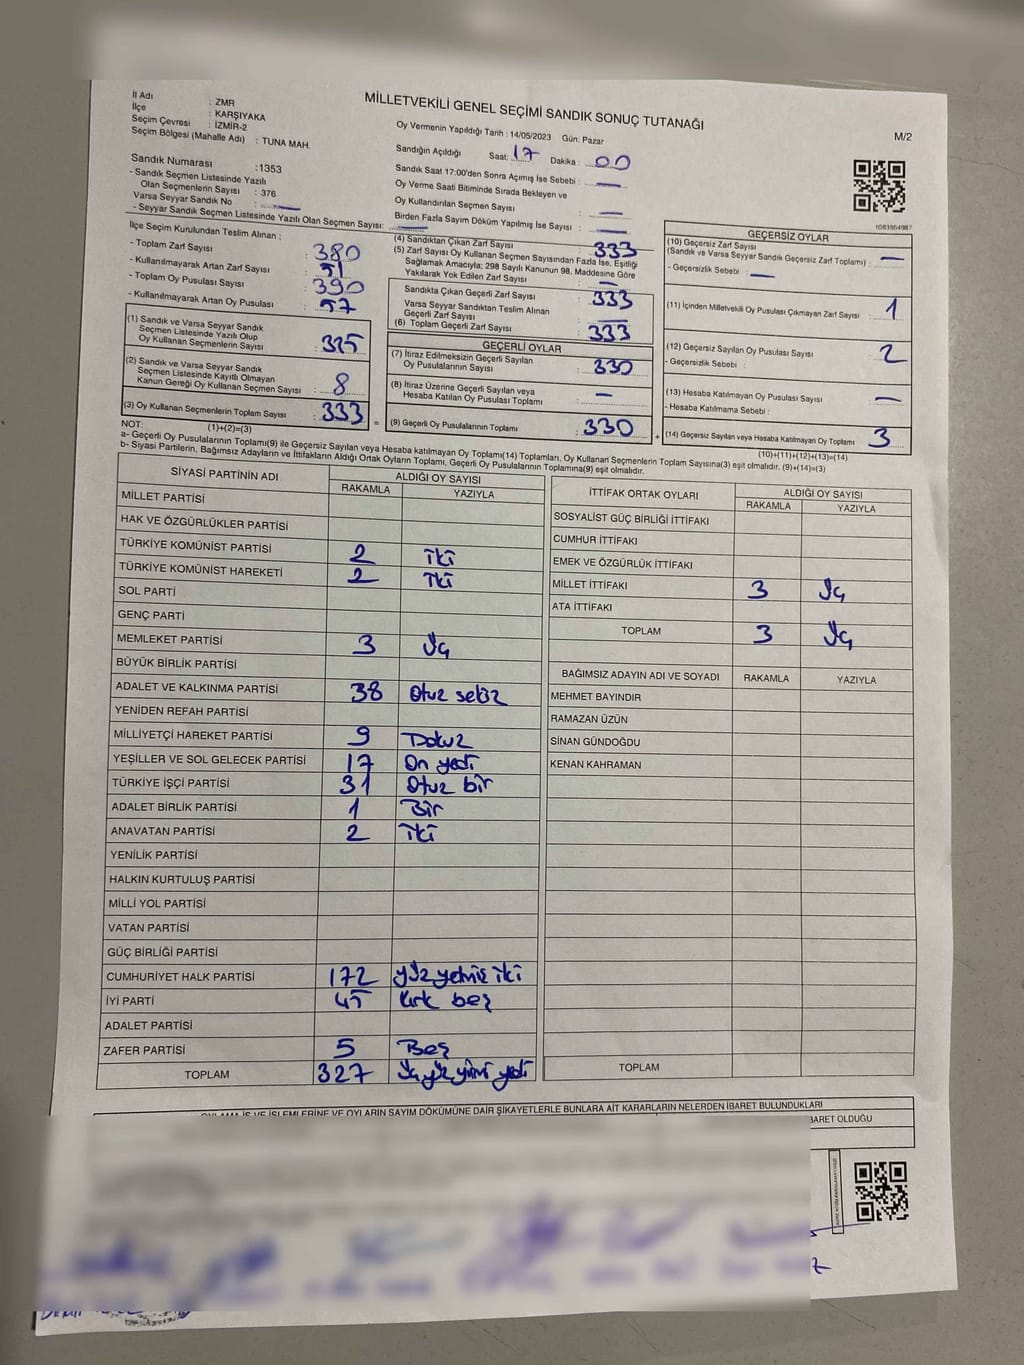 MİLLETVEKİLİ GENEL SEÇİMİ SANDIK SONUÇ TUTANAĞI
M/2
İl Adı : ZMR
İlçe : KARŞIYAKA
Seçim Çevresi : İZMİR-2
Seçim Bölgesi (Mahalle Adı) : TUNA MAH.
Sandık Numarası :1353
- Sandık Seçmen Listesinde Yazılı
Olan Seçmenlerin Sayısı : 376
Varsa Seyyar Sandık No :
- Seyyar Sandık Seçmen Listesinde Yazılı Olan Seçmen Sayısı:
Oy Vermenin Yapıldığı Tarih : 14/05/2023 Gün: Pazar
Sandığın Açıldığı Saat: 17 Dakika : 00
Sandık Saat 17:00'den Sonra Açımış İse Sebebi : —
Oy Verme Saati Bitiminde Sırada Bekleyen ve
Oy Kullandırılan Seçmen Sayısı : —
Birden Fazla Sayım Döküm Yapılmış İse Sayısı : —
1083864987
İlçe Seçim Kurulundan Teslim Alınan ;
- Toplam Zarf Sayısı : 380
- Kullanılmayarak Artan Zarf Sayısı :
- Toplam Oy Pusulası Sayısı : 390
- Kullanılmayarak Artan Oy Pusulası : 57
(1) Sandık ve Varsa Seyyar Sandık
Seçmen Listesinde Yazılı Olup
Oy Kullanan Seçmenlerin Sayısı : 325
(2) Sandık ve Varsa Seyyar Sandık
Seçmen Listesinde Kayıtlı Olmayan
Kanun Gereği Oy Kullanan Seçmen Sayısı : 8
(3) Oy Kullanan Seçmenlerin Toplam Sayısı : 333
(1)+(2)=(3)
(4) Sandıktan Çıkan Zarf Sayısı 333
(5) Zarf Sayısı Oy Kullanan Seçmen Sayısından Fazla İse, Eşitliği
Sağlamak Amacıyla; 298 Sayılı Kanunun 98. Maddesine Göre
Yakılarak Yok Edilen Zarf Sayısı : —
Sandıkta Çıkan Geçerli Zarf Sayısı : 333
Varsa Seyyar Sandıktan Teslim Alınan
Geçerli Zarf Sayısı : —
(6) Toplam Geçerli Zarf Sayısı : 333
GEÇERLİ OYLAR
(7) İtiraz Edilmeksizin Geçerli Sayılan
Oy Pusulalarının Sayısı : 330
(8) İtiraz Üzerine Geçerli Sayılan veya
Hesaba Katılan Oy Pusulası Toplamı : —
(9) Geçerli Oy Pusulalarının Toplamı : 330
GEÇERSİZ OYLAR
(10) Geçersiz Zarf Sayısı
(Sandık ve Varsa Seyyar Sandık Geçersiz Zarf Toplamı) : —
- Geçersizlik Sebebi : —
(11) İçinden Milletvekili Oy Pusulası Çıkmayan Zarf Sayısı : 1
(12) Geçersiz Sayılan Oy Pusulası Sayısı : 2
- Geçersizlik Sebebi :
(13) Hesaba Katılmayan Oy Pusulası Sayısı : —
- Hesaba Katılmama Sebebi :
(14) Geçersiz Sayılan veya Hesaba Katılmayan Oy Toplamı : 3
(10)+(11)+(12)+(13)=(14)
NOT:
a- Geçerli Oy Pusulalarının Toplamı(9) ile Geçersiz Sayılan veya Hesaba Katılmayan Oy Toplamı(14) Toplamları, Oy Kullanan Seçmenlerin Toplam Sayısına(3) eşit olmalıdır. (9)+(14)=(3)
b- Siyasi Partilerin, Bağımsız Adayların ve İttifakların Aldığı Ortak Oyların Toplamı, Geçerli Oy Pusulalarının Toplamına(9) eşit olmalıdır.
SİYASİ PARTİNİN ADI ALDIĞI OY SAYISI
RAKAMLA YAZIYLA
MİLLET PARTİSİ
HAK VE ÖZGÜRLÜKLER PARTİSİ
TÜRKİYE KOMÜNİST PARTİSİ 2 iki
TÜRKİYE KOMÜNİST HAREKETİ 2 iki
SOL PARTİ
GENÇ PARTİ
MEMLEKET PARTİSİ 3 Üç
BÜYÜK BİRLİK PARTİSİ
ADALET VE KALKINMA PARTİSİ 38 Otuz sekiz
YENİDEN REFAH PARTİSİ
MİLLİYETÇİ HAREKET PARTİSİ 9 Dokuz
YEŞİLLER VE SOL GELECEK PARTİSİ 17 On yedi
TÜRKİYE İŞÇİ PARTİSİ 31 Otuz bir
ADALET BİRLİK PARTİSİ 1 Bir
ANAVATAN PARTİSİ 2 iki
YENİLİK PARTİSİ
HALKIN KURTULUŞ PARTİSİ
MİLLİ YOL PARTİSİ
VATAN PARTİSİ
GÜÇ BİRLİĞİ PARTİSİ
CUMHURİYET HALK PARTİSİ 172 yüz yetmiş iki
İYİ PARTİ 45 kırk beş
ADALET PARTİSİ
ZAFER PARTİSİ 5 Beş
TOPLAM 327 Üç yüz yirmi yedi
İTTİFAK ORTAK OYLARI ALDIĞI OY SAYISI
RAKAMLA YAZIYLA
SOSYALİST GÜÇ BİRLİĞİ İTTİFAKI
CUMHUR İTTİFAKI
EMEK VE ÖZGÜRLÜK İTTİFAKI
MİLLET İTTİFAKI 3 Üç
ATA İTTİFAKI
TOPLAM 3 Üç
BAĞIMSIZ ADAYIN ADI VE SOYADI RAKAMLA YAZIYLA
MEHMET BAYINDIR
RAMAZAN ÜZÜN
SİNAN GÜNDOĞDU
KENAN KAHRAMAN
TOPLAM
OYLAMA İŞ VE İŞLEMLERİNE VE OYLARIN SAYIM DÖKÜMÜNE DAİR ŞİKAYETLERLE BUNLARA AİT KARARLARIN NELERDEN İBARET BULUNDUKLARI
BARET OLDUĞU